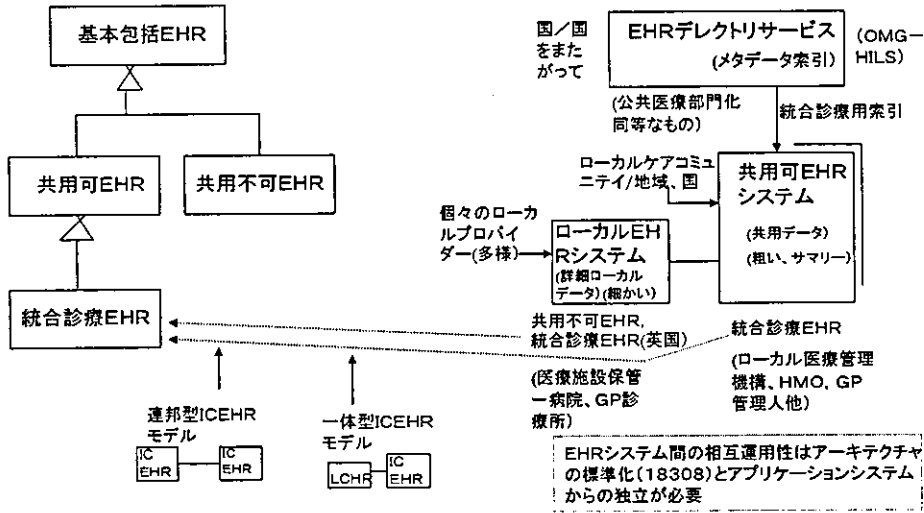 基本包括EHR
共用可EHR
共用不可EHR
統合診療EHR
連邦型ICEHR
モデル
IC
EHR
IC
EHR
一体型ICEHR
モデル
LCHR
IC
EHR
国／国
をまた
がって
EHRデレクトリサービス
(メタデータ索引)
(OMG－
HILS)
(公共医療部門化
同等なもの)
統合診療用索引
ローカルケアコミュ
ニテイ/地域、国
共用可EHR
システム
(共用データ)
(粗い、サマリー)
個々のローカ
ルプロバイ
ダー(多様)
ローカルEH
Rシステム
(詳細ローカル
データ)(細かい)
共用不可EHR,
統合診療EHR(英国)
(医療施設保管
ー病院、GP診
療所)
統合診療EHR
(ローカル医療管理
機構、HMO, GP
管理人他)
EHRシステム間の相互運用性はアーキテクチャ
の標準化(18308)とアプリケーションシステム
からの独立が必要